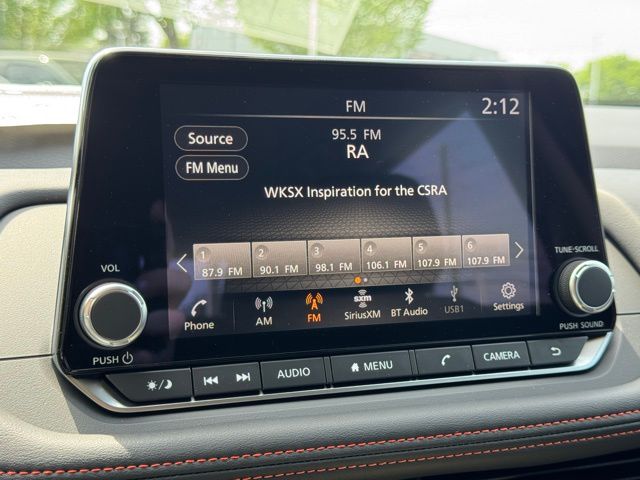 FM
2:12
Source
95.5 FM
RA
FM Menu
WKSX Inspiration for the CSRA
1 2 3 4 5 6
87.9 FM 90.1 FM 98.1 FM 106.1 FM 107.9 FM 107.9 FM
Phone AM FM sxm SiriusXM BT Audio USB1 Settings
VOL
PUSH
TUNE·SCROLL
PUSH SOUND
AUDIO MENU CAMERA